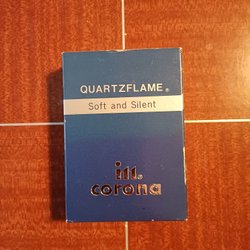 QUARTZFLAME®
Soft and Silent
im.
corona